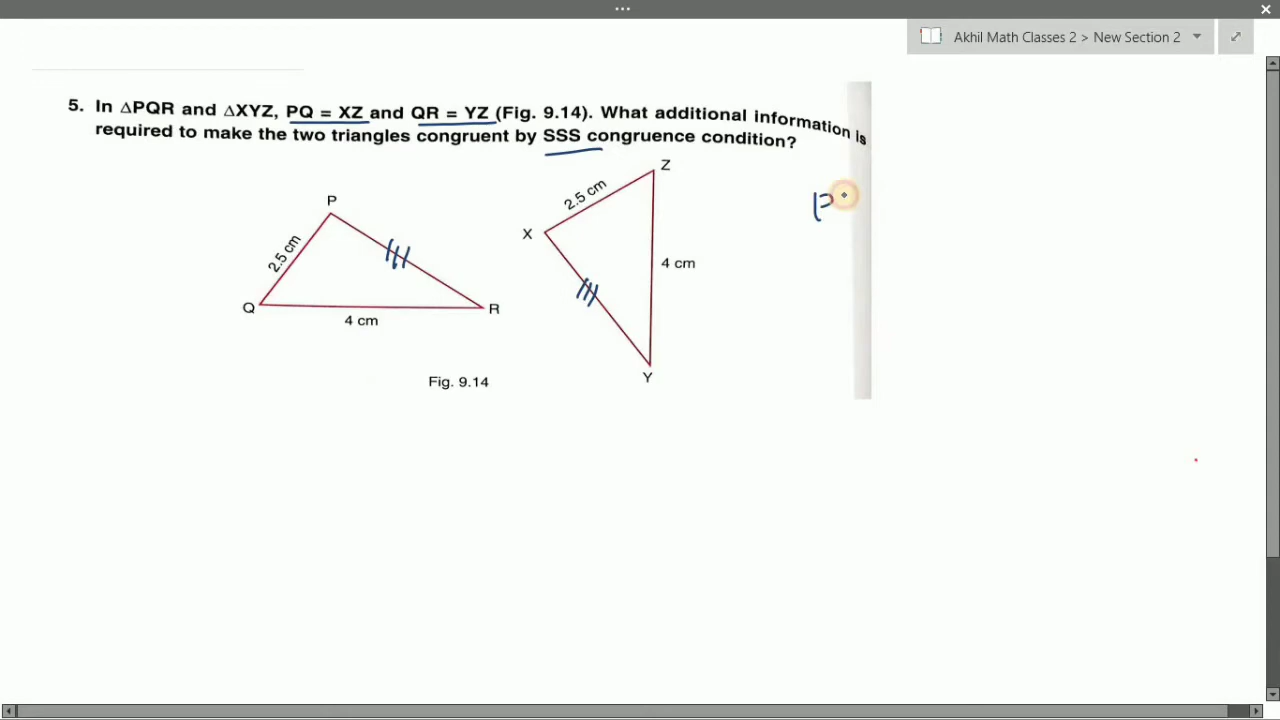 Akhil Math Classes 2 > New Section 2
5. In △PQR and △XYZ, PQ = XZ and QR = YZ (Fig. 9.14). What additional information is
required to make the two triangles congruent by SSS congruence condition?
P
2.5 cm
Q
4 cm
R
Z
2.5 cm
X
4 cm
Y
P
Fig. 9.14